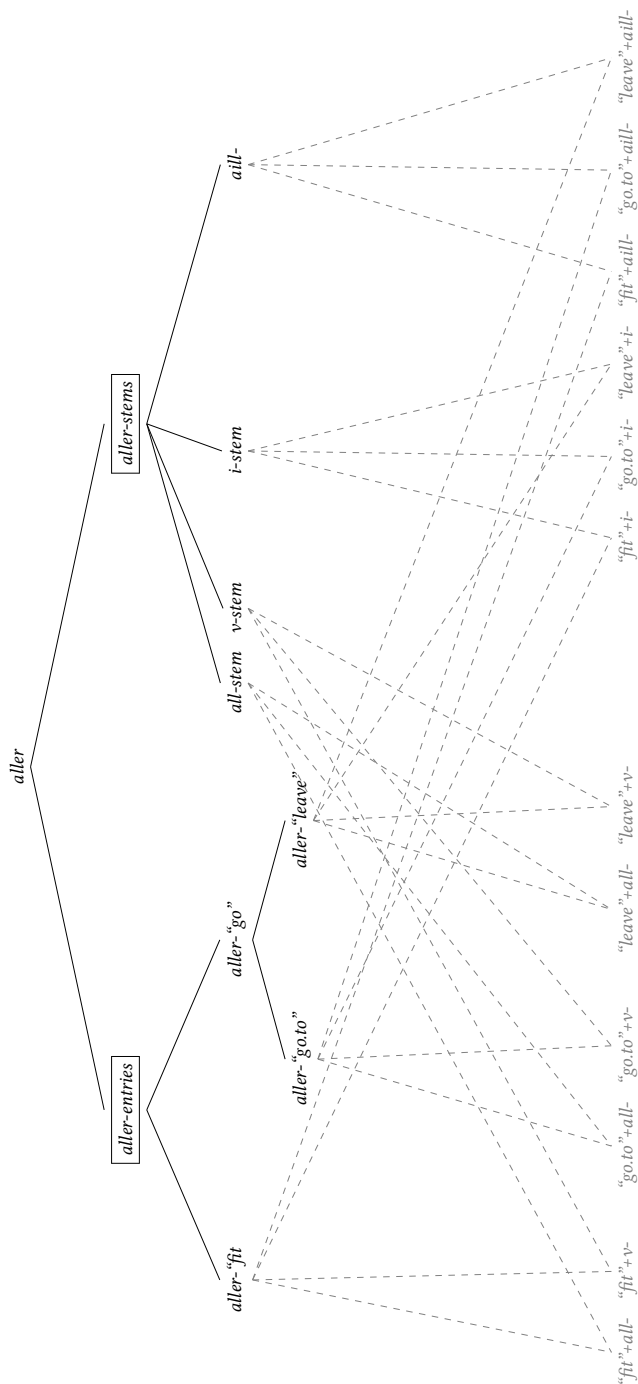 aller
aller-entries
aller-stems
aller-“fit
aller-“go”
all-stem
v-stem
i-stem
aill-
aller-“go.to”
aller-“leave”
“fit”+all-
“fit”+v-
“go.to”+all-
“go.to”+v-
“leave”+all-
“leave”+v-
“fit”+i-
“go.to”+i-
“leave”+i-
“fit”+aill-
“go.to”+aill-
“leave”+aill-